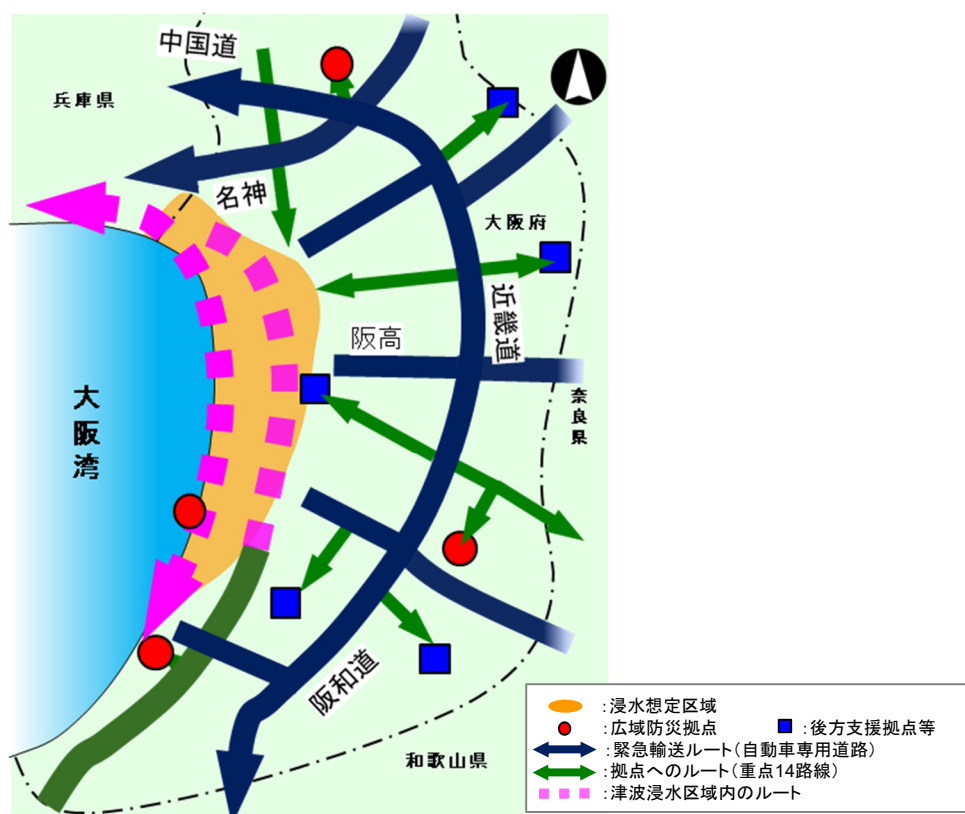 中国道
兵庫県
名神
大阪府
近畿道
阪高
大阪湾
奈良県
阪和道
和歌山県
:浸水想定区域
:広域防災拠点
:後方支援拠点等
:緊急輸送ルート(自動車専用道路)
:拠点へのルート(重点14路線)
:津波浸水区域内のルート